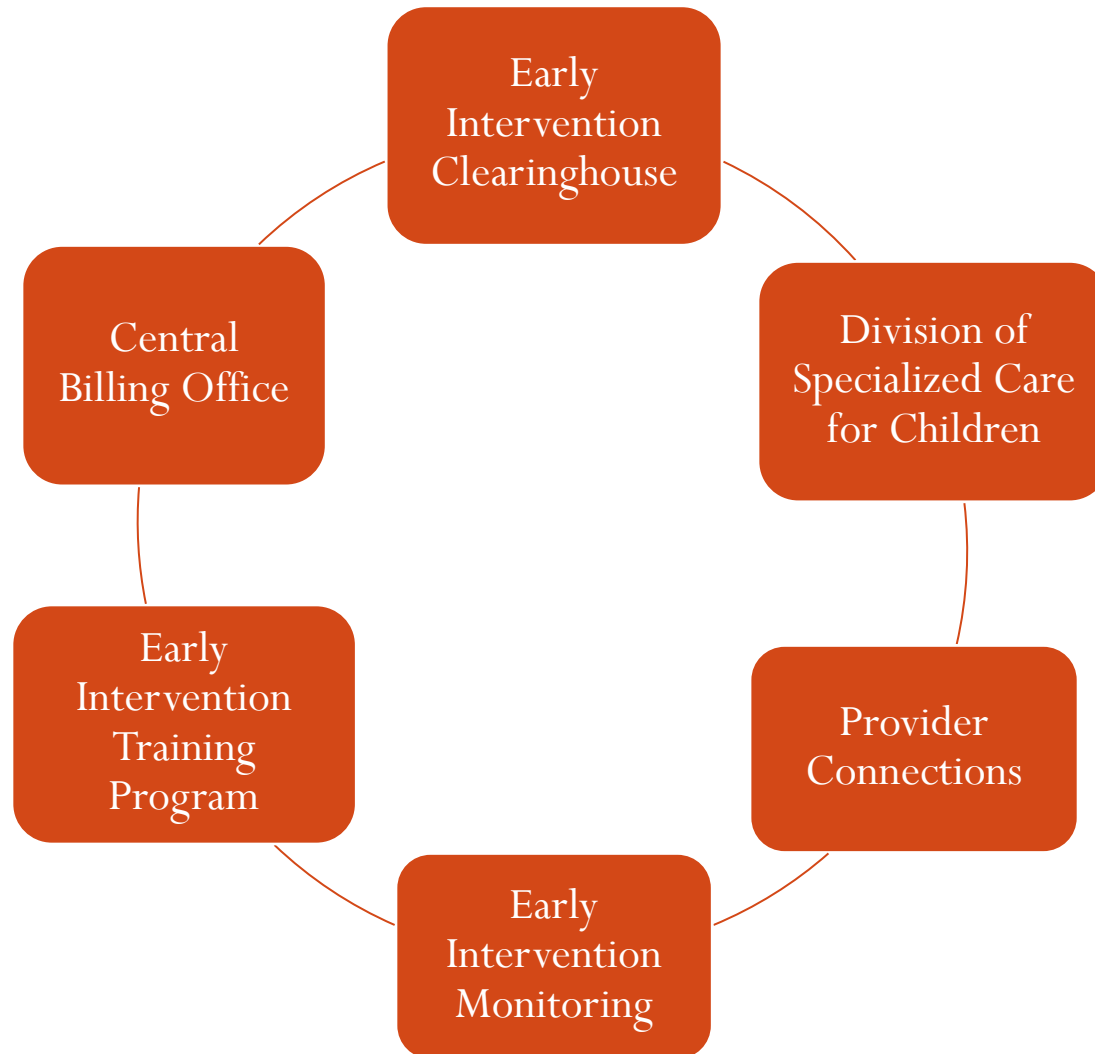 Early
Intervention
Clearinghouse
Division of
Specialized Care
for Children
Provider
Connections
Early
Intervention
Monitoring
Early
Intervention
Training
Program
Central
Billing Office